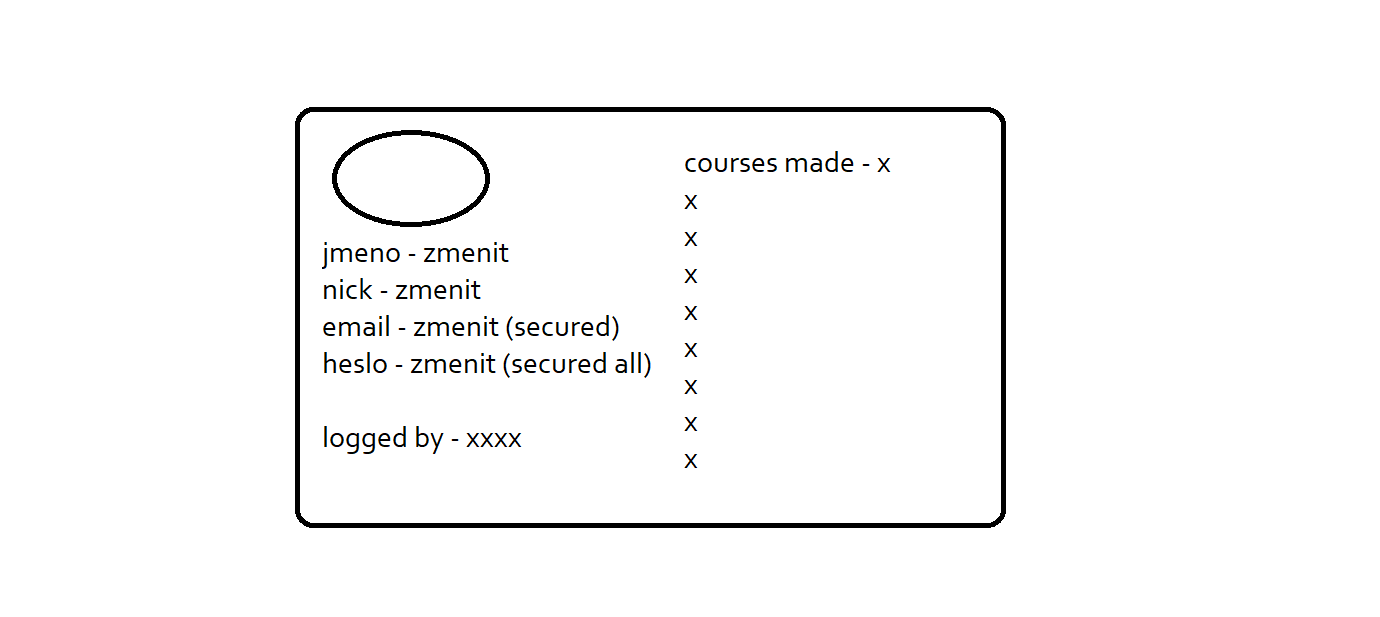 jmeno - zmenit
nick - zmenit
email - zmenit (secured)
heslo - zmenit (secured all)
logged by - xxxx
courses made - x
x
x
x
x
x
x
x
x